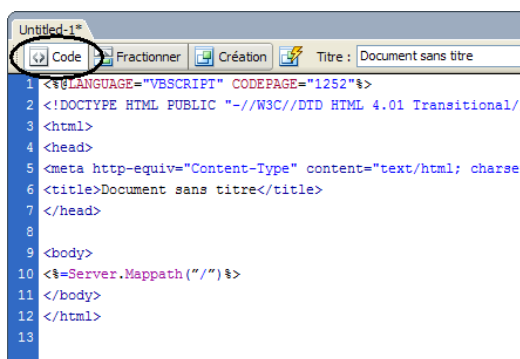 Untitled-1*
Code Fractionner Création Titre : Document sans titre
1 <%@LANGUAGE="VBSCRIPT" CODEPAGE="1252"%>
2 <!DOCTYPE HTML PUBLIC "-//W3C//DTD HTML 4.01 Transitional/
3 <html>
4 <head>
5 <meta http-equiv="Content-Type" content="text/html; charse
6 <title>Document sans titre</title>
7 </head>
8
9 <body>
10 <%=Server.Mappath("/")%>
11 </body>
12 </html>
13